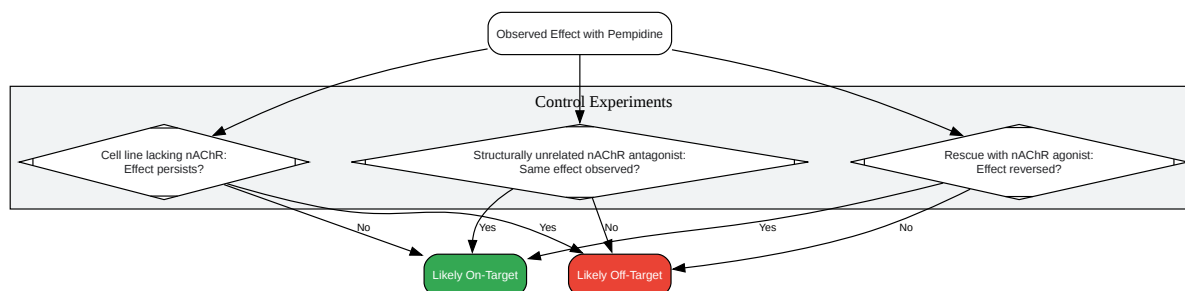 Observed Effect with Pempidine
Control Experiments
Cell line lacking nAChR:
Effect persists?
Structurally unrelated nAChR antagonist:
Same effect observed?
Rescue with nAChR agonist:
Effect reversed?
No
Yes
Yes
No
Yes
No
Likely On-Target
Likely Off-Target